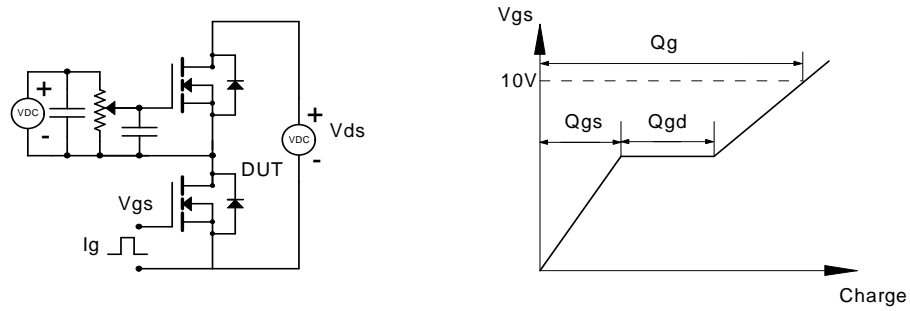 VDC
+
-
DUT
Vgs
Ig
VDC
+
-
Vds
Vgs
10V
Qg
Qgs
Qgd
Charge